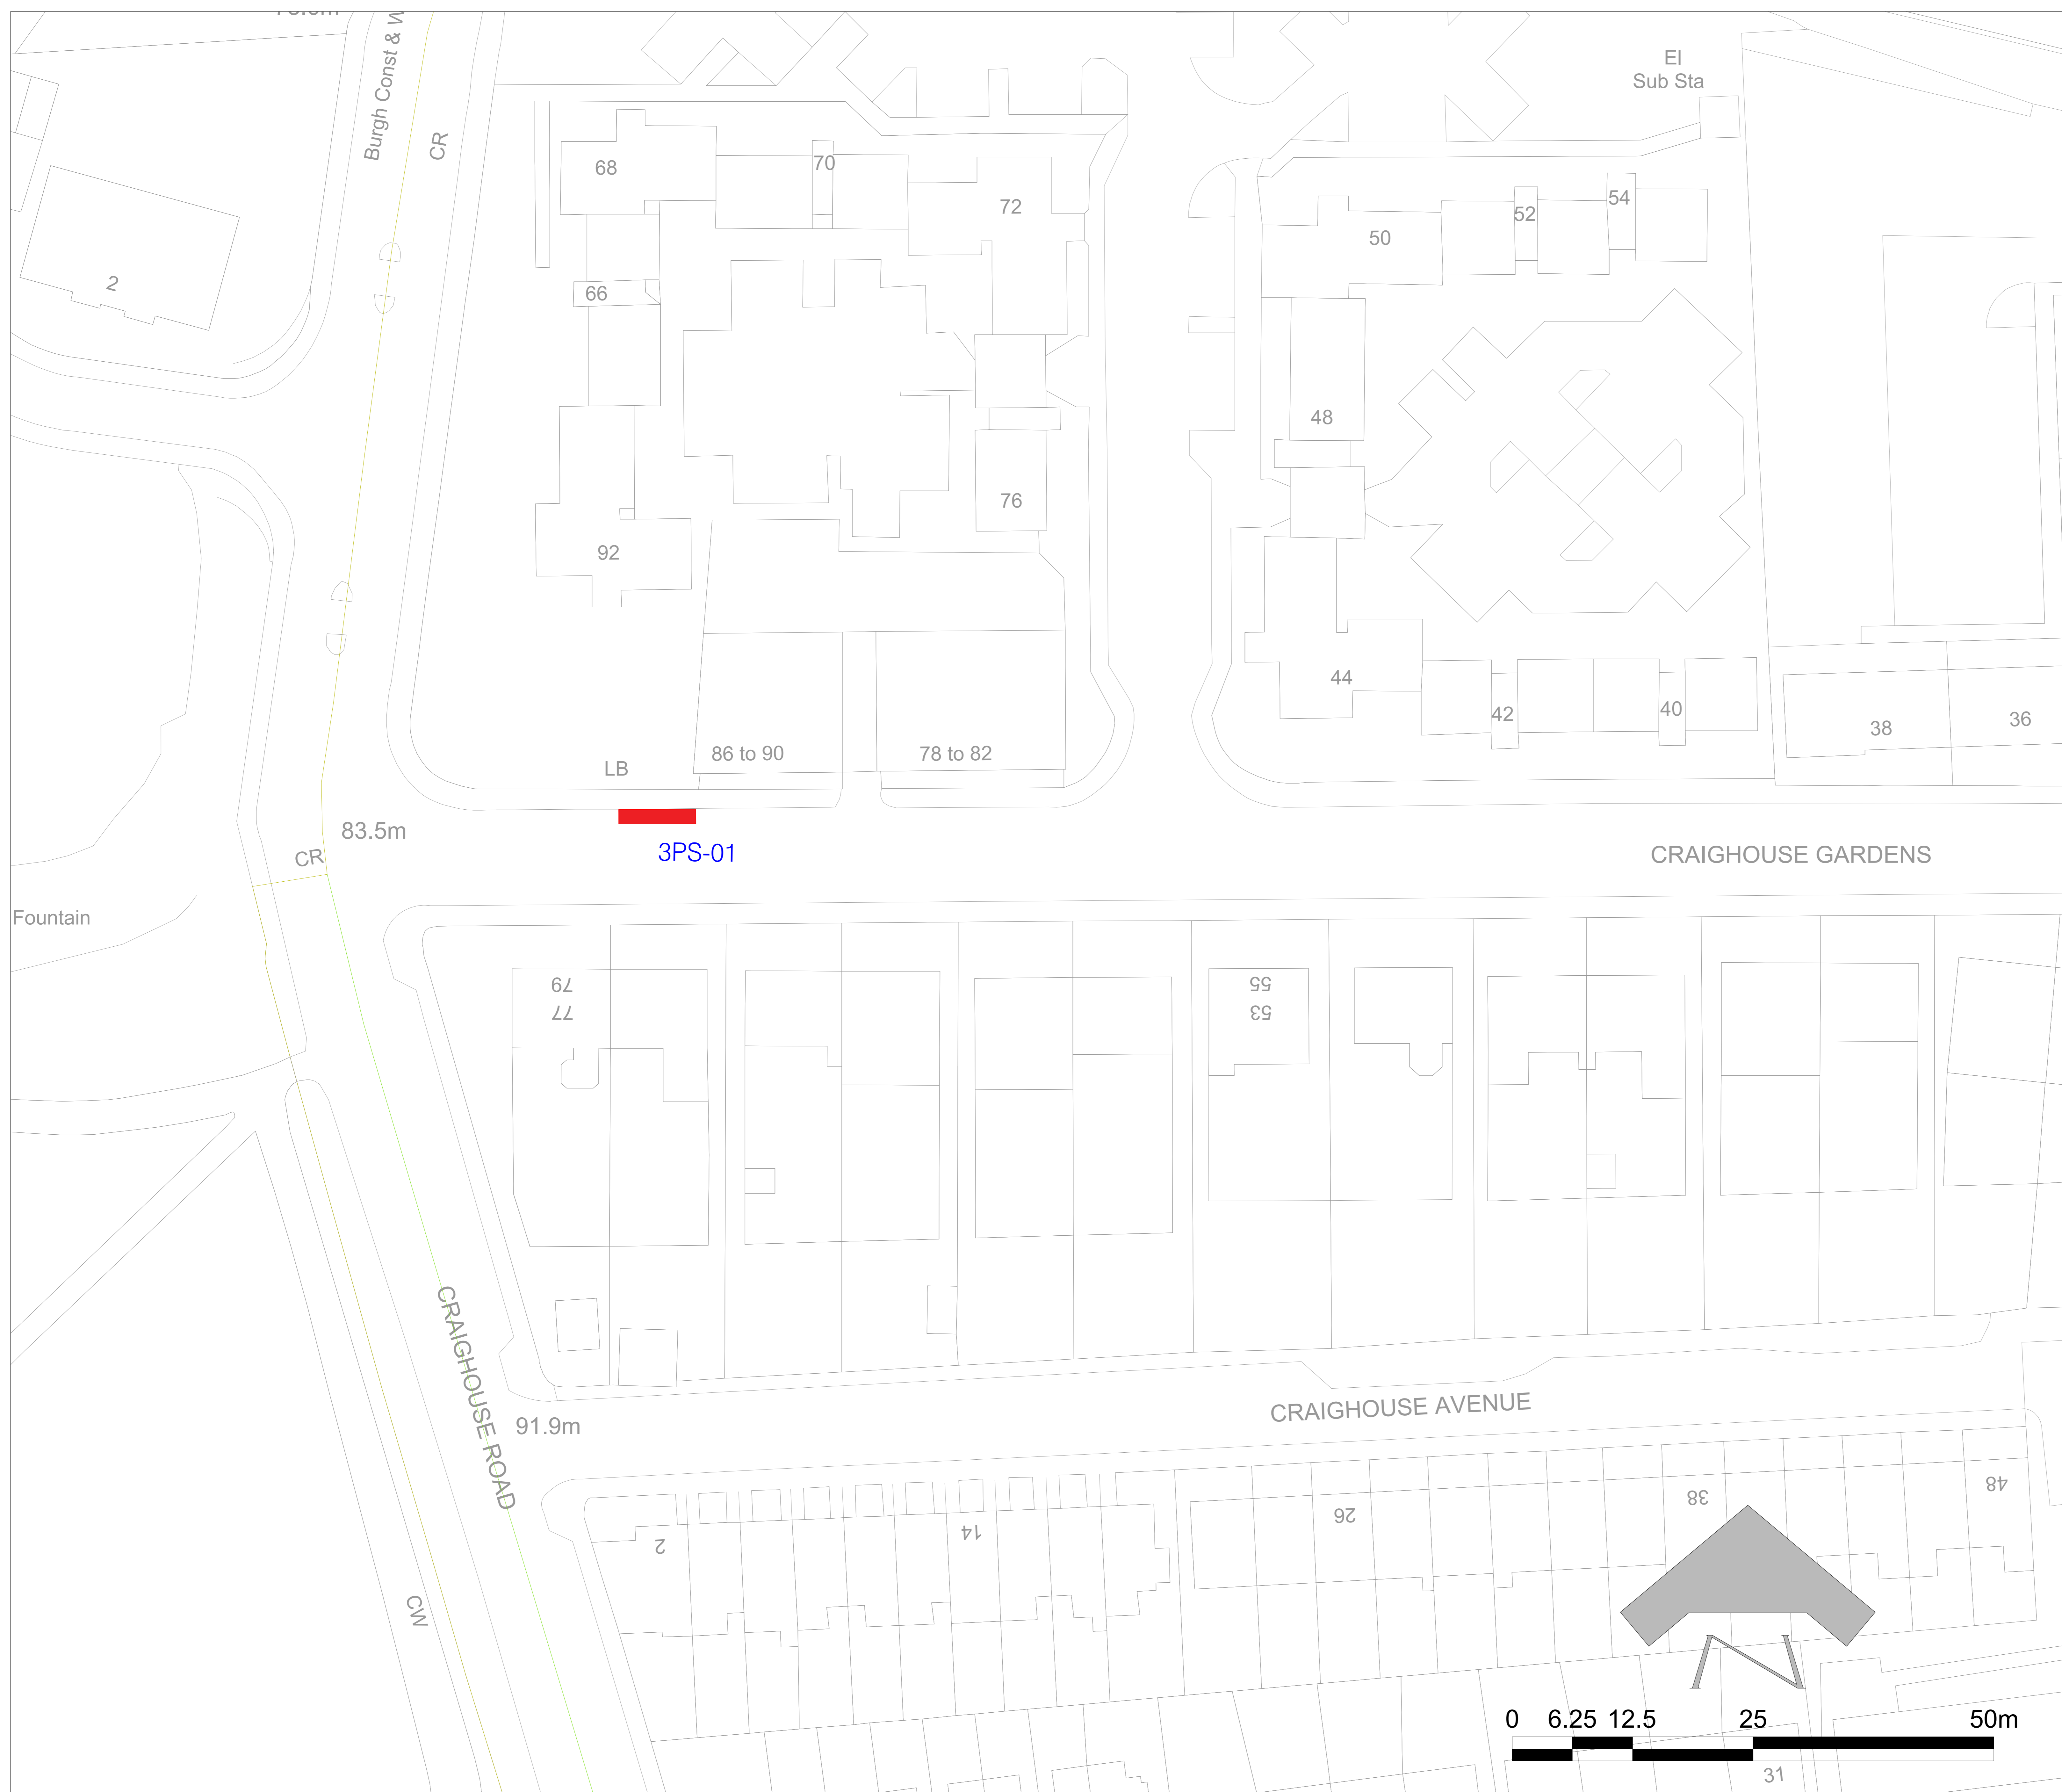 Burgh Const & W
CR
El
Sub Sta
68
70
72
50
52
54
2
66
48
76
92
44
42
40
38
36
86 to 90
78 to 82
LB
83.5m
CR
3PS-01
CRAIGHOUSE GARDENS
Fountain
79
77
55
53
CRAIGHOUSE ROAD
91.9m
CRAIGHOUSE AVENUE
2
14
26
38
48
CW
N
0 6.25 12.5 25 50m
31